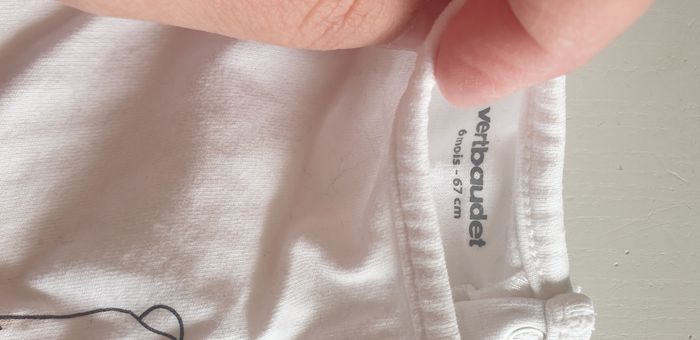 vertbaudet
6mois - 67 cm